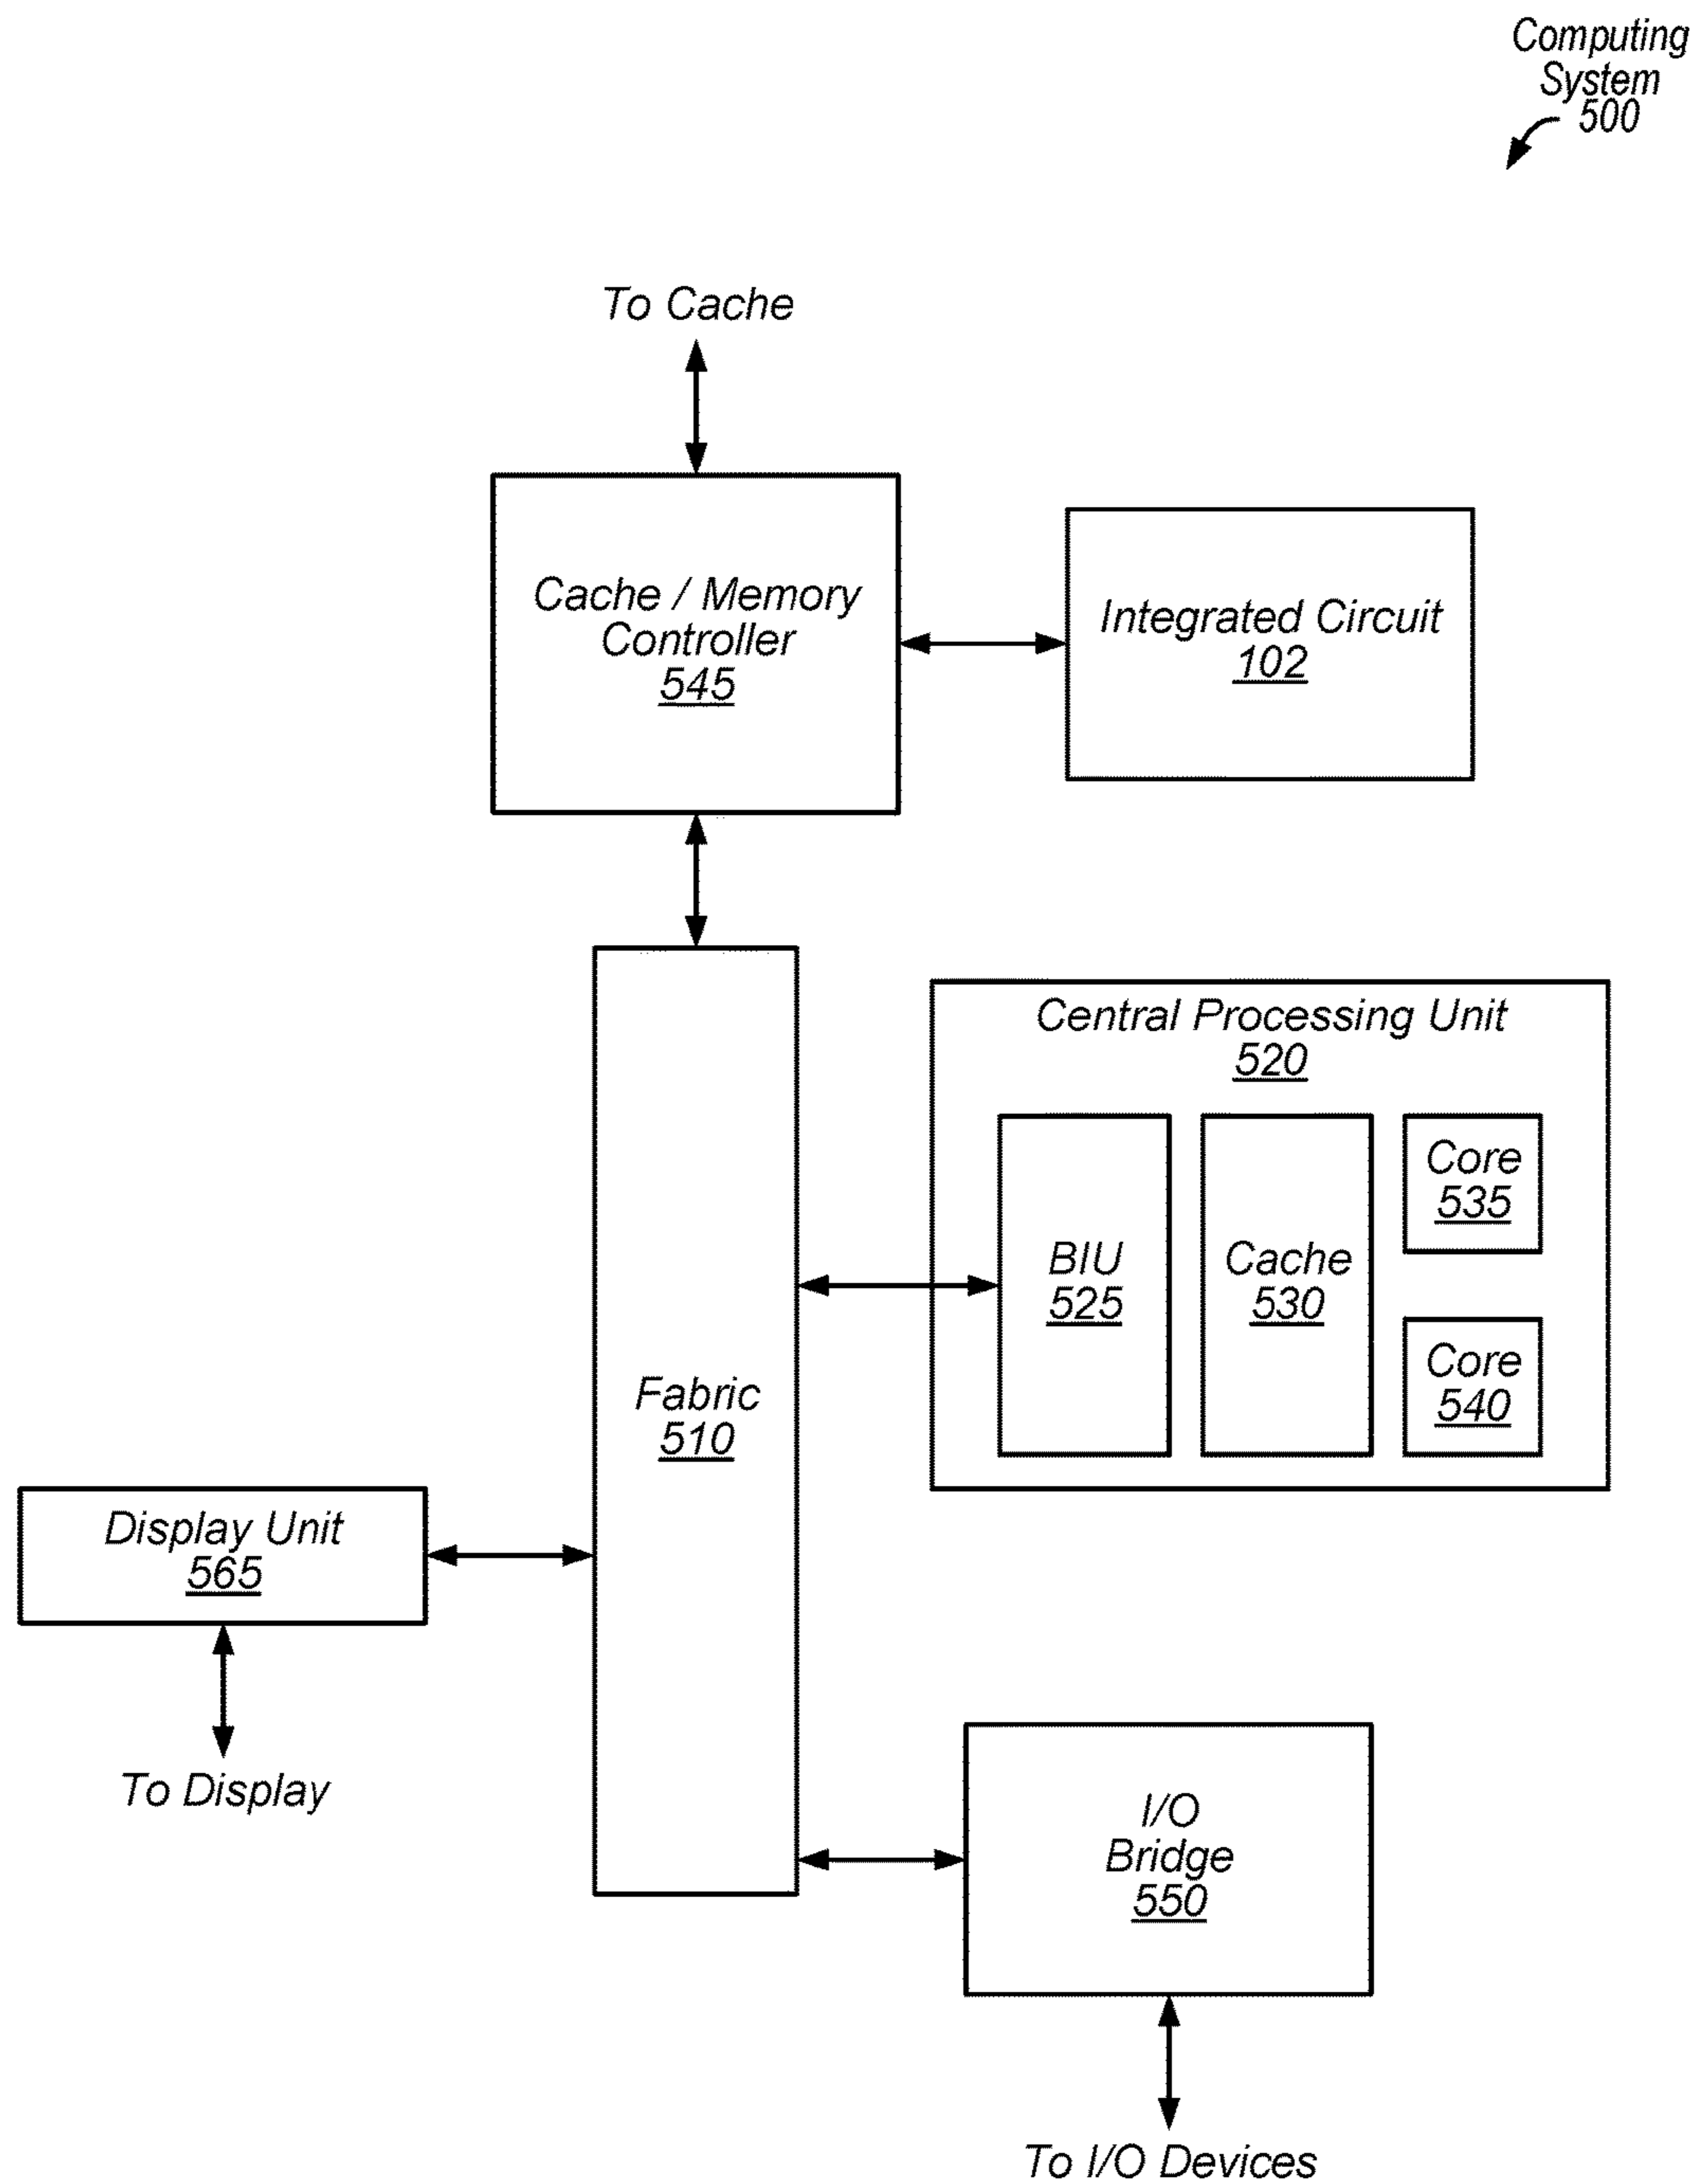 Computing
System
500
To Cache
Cache / Memory
Controller
545
Integrated Circuit
102
Central Processing Unit
520
BIU
525
Cache
530
Core
535
Core
540
Fabric
510
Display Unit
565
To Display
I/O
Bridge
550
To I/O Devices